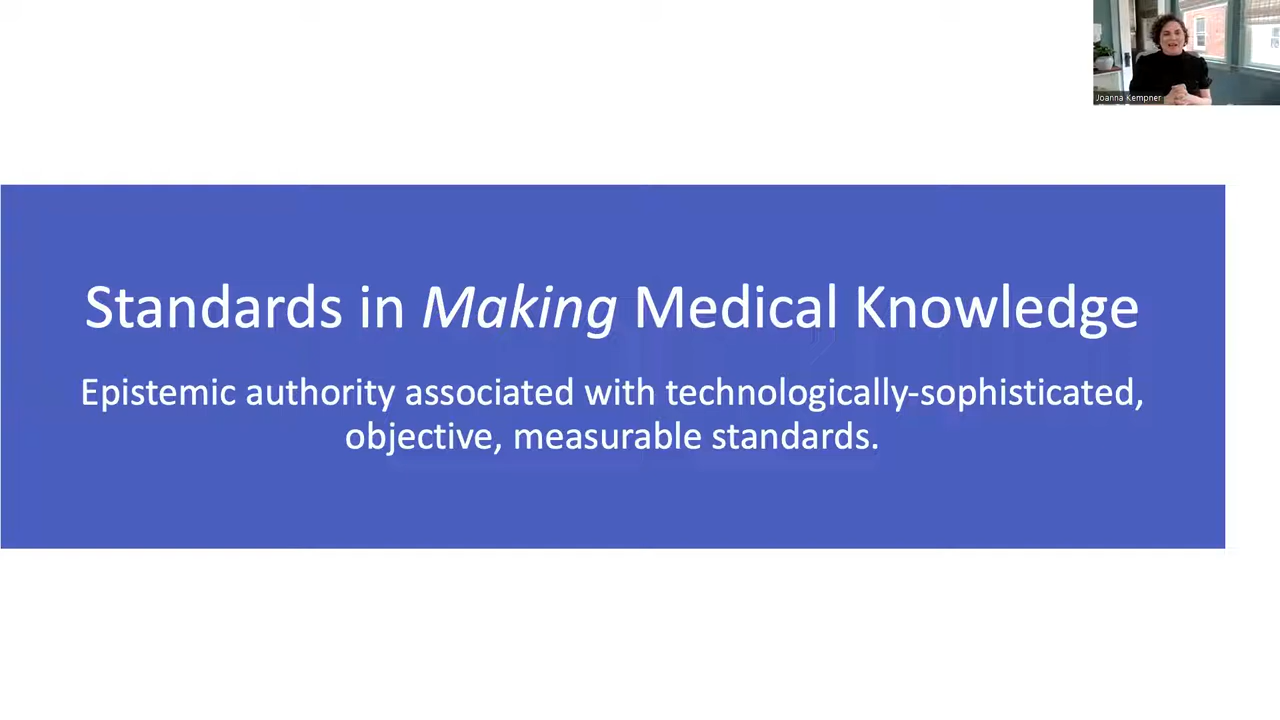 Joanna Kempner
Standards in Making Medical Knowledge
Epistemic authority associated with technologically-sophisticated,
objective, measurable standards.